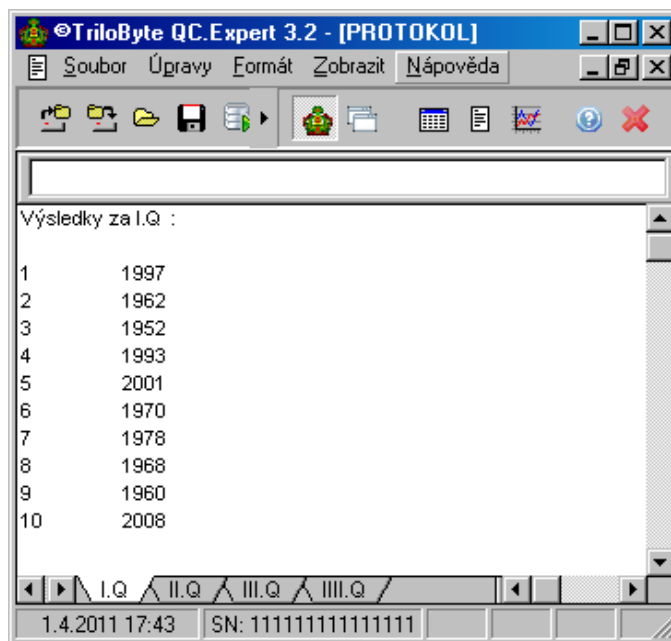 ©TriloByte QC.Expert 3.2 - [PROTOKOL]
Soubor Úpravy Formát Zobrazit Nápověda
Výsledky za I.Q :
1 1997
2 1962
3 1952
4 1993
5 2001
6 1970
7 1978
8 1968
9 1960
10 2008
I.Q II.Q III.Q IIII.Q
1.4.2011 17:43 SN: 111111111111111